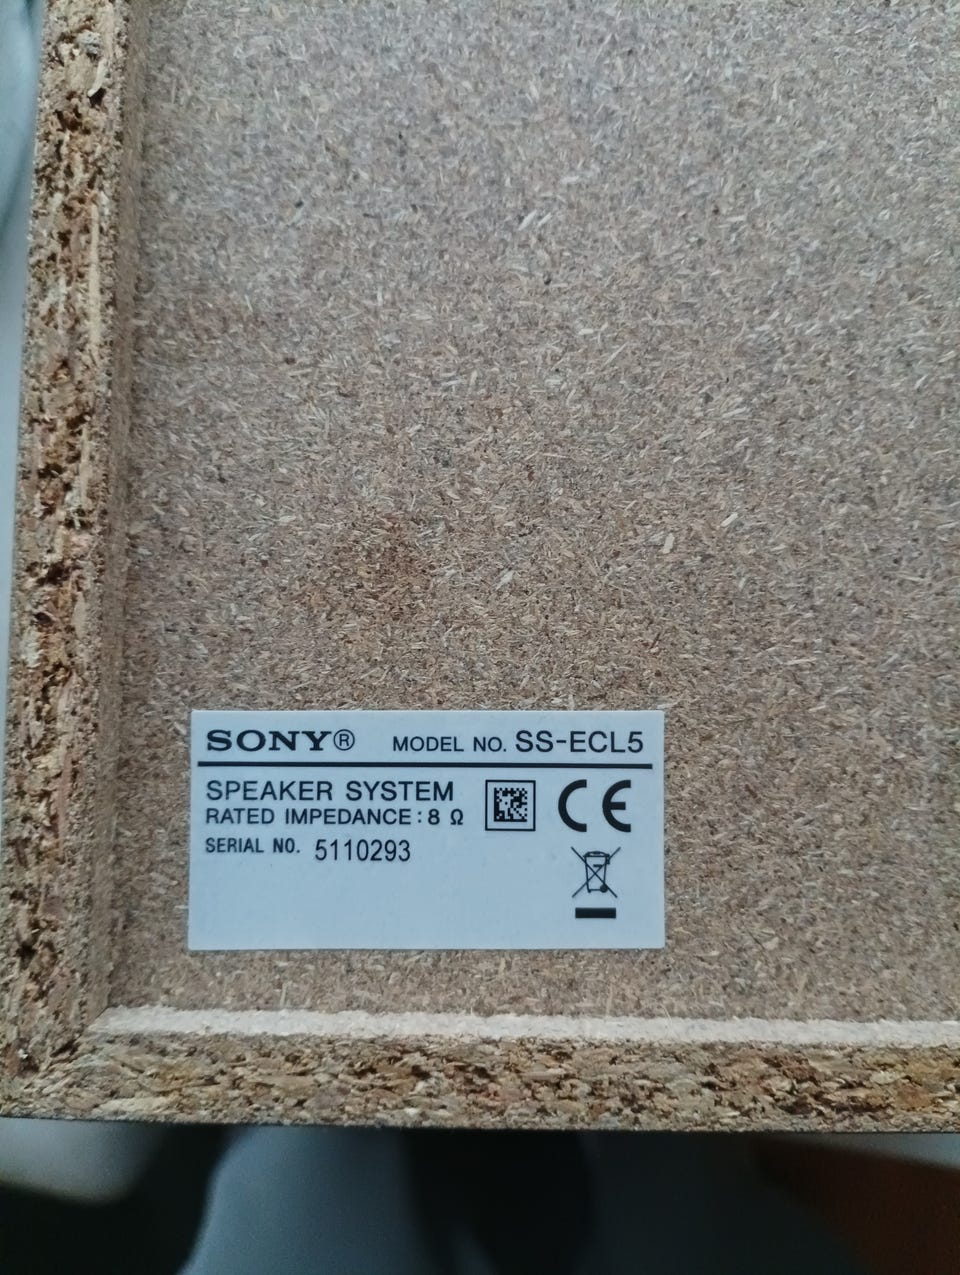 SONY® MODEL NO. SS-ECL5
SPEAKER SYSTEM
RATED IMPEDANCE : 8 Ω
SERIAL NO. 5110293
CE